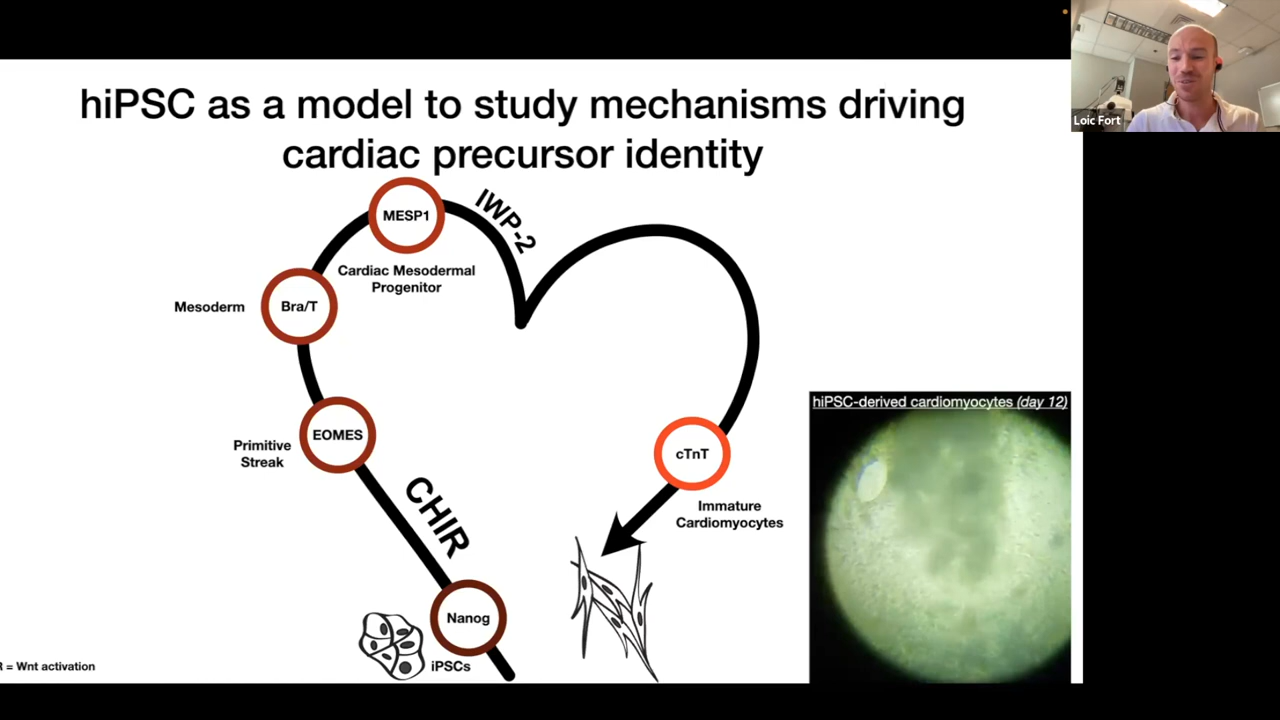 hiPSC as a model to study mechanisms driving
cardiac precursor identity
Loic Fort
MESP1
IWP-2
Cardiac Mesodermal
Progenitor
Mesoderm
Bra/T
hiPSC-derived cardiomyocytes (day 12)
EOMES
Primitive
Streak
cTnT
CHIR
Immature
Cardiomyocytes
Nanog
iPSCs
= Wnt activation